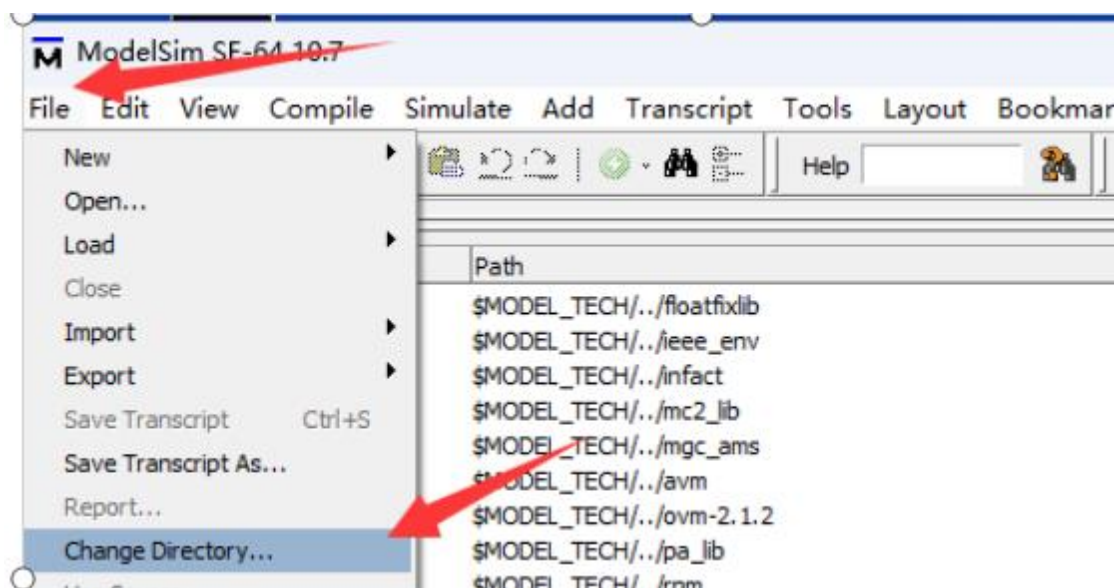 ModelSim SE-64 10.7
File Edit View Compile Simulate Add Transcript Tools Layout Bookmar
Help
New
Open...
Load
Close
Import
Export
Save Transcript Ctrl+S
Save Transcript As...
Report...
Change Directory...
Path
$MODEL_TECH/../floatfixlib
$MODEL_TECH/../ieee_env
$MODEL_TECH/../infact
$MODEL_TECH/../mc2_lib
$MODEL_TECH/../mgc_ams
$MODEL_TECH/../avm
$MODEL_TECH/../ovm-2.1.2
$MODEL_TECH/../pa_lib